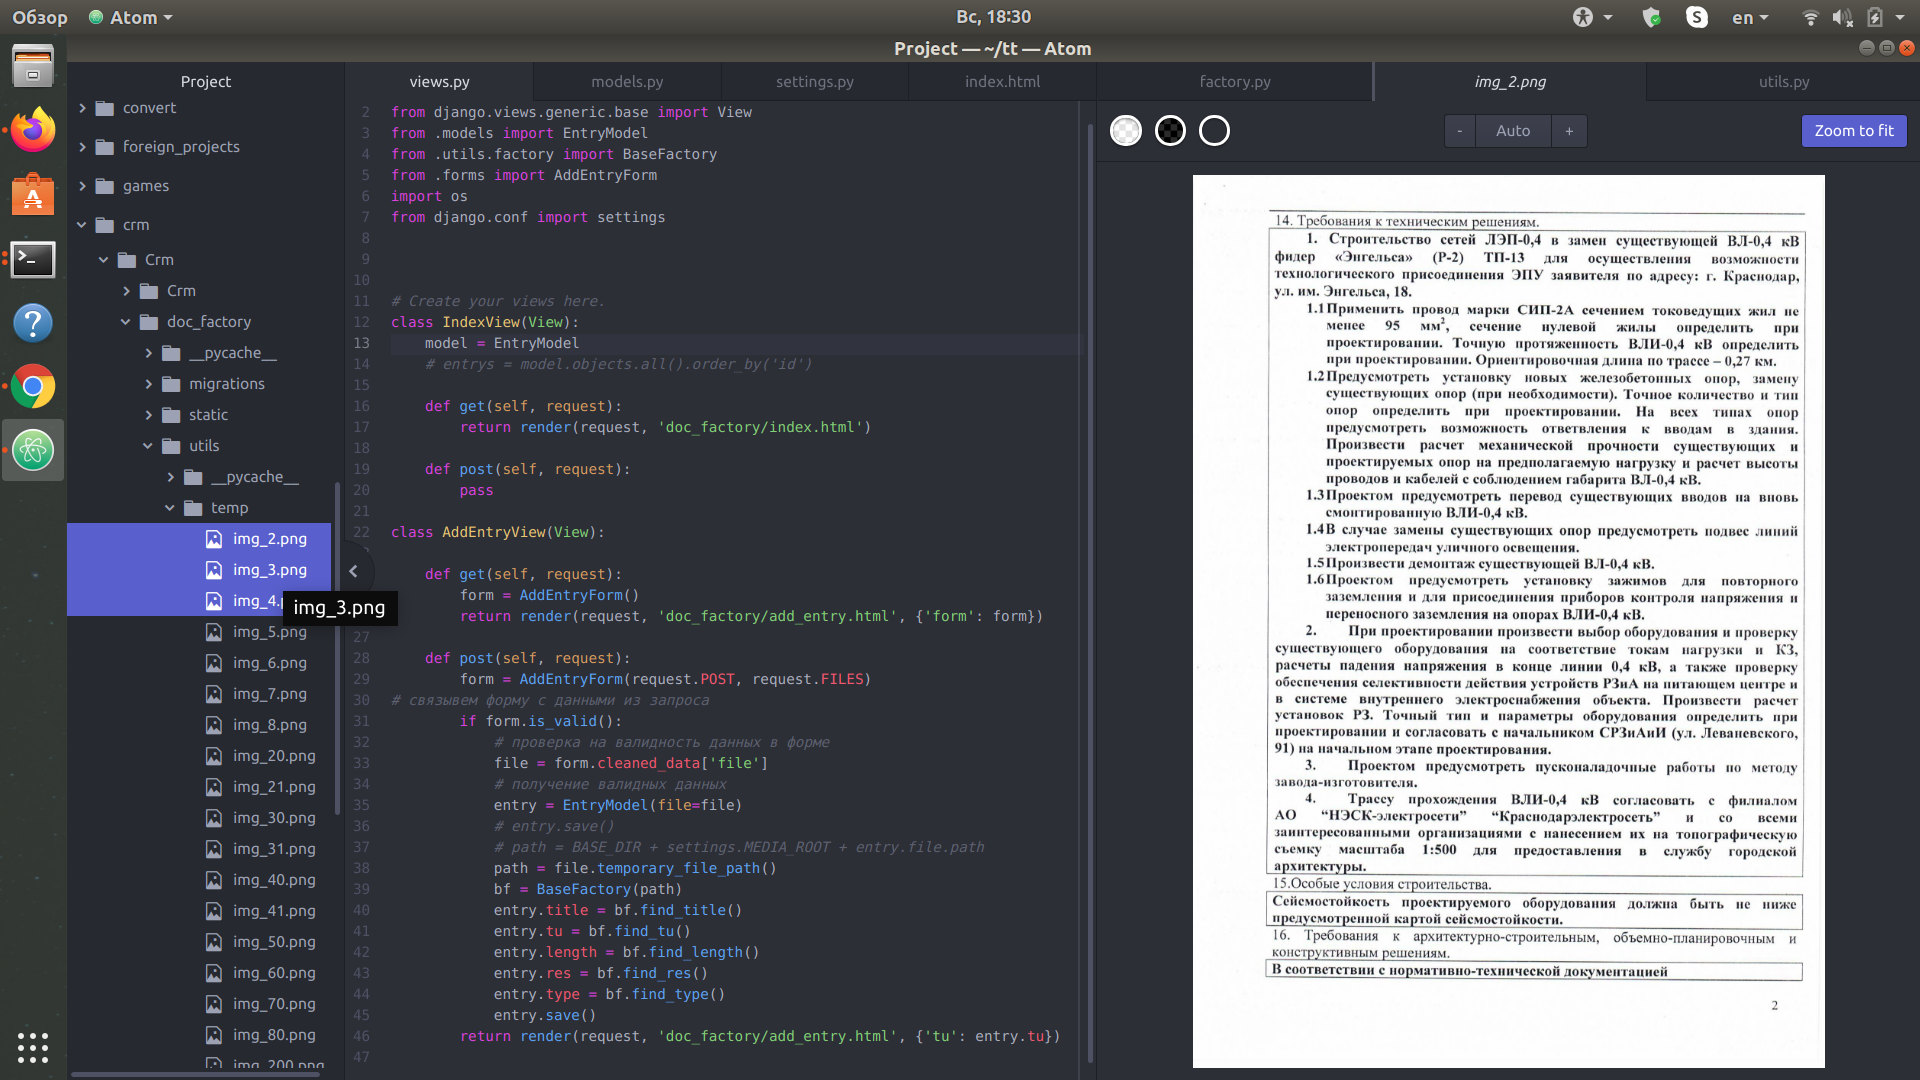 Обзор
Atom
Вс, 18:30
en
Project — ~/tt — Atom
Project
convert
foreign_projects
games
crm
Crm
Crm
doc_factory
__pycache__
migrations
static
utils
__pycache__
temp
img_2.png
img_3.png
img_4.
img_3.png
img_5.png
img_6.png
img_7.png
img_8.png
img_20.png
img_21.png
img_30.png
img_31.png
img_40.png
img_41.png
img_50.png
img_60.png
img_70.png
img_80.png
img_200.png
views.py
models.py
settings.py
index.html
factory.py
img_2.png
utils.py
2 from django.views.generic.base import View
3 from .models import EntryModel
4 from .utils.factory import BaseFactory
5 from .forms import AddEntryForm
6 import os
7 from django.conf import settings
8
9
10
11 # Create your views here.
12 class IndexView(View):
13 model = EntryModel
14 # entrys = model.objects.all().order_by('id')
15
16 def get(self, request):
17 return render(request, 'doc_factory/index.html')
18
19 def post(self, request):
20 pass
21
22 class AddEntryView(View):
def get(self, request):
form = AddEntryForm()
return render(request, 'doc_factory/add_entry.html', {'form': form})
27
28 def post(self, request):
29 form = AddEntryForm(request.POST, request.FILES)
30 # связывем форму с данными из запроса
31 if form.is_valid():
32 # проверка на валидность данных в форме
33 file = form.cleaned_data['file']
34 # получение валидных данных
35 entry = EntryModel(file=file)
36 # entry.save()
37 # path = BASE_DIR + settings.MEDIA_ROOT + entry.file.path
38 path = file.temporary_file_path()
39 bf = BaseFactory(path)
40 entry.title = bf.find_title()
41 entry.tu = bf.find_tu()
42 entry.length = bf.find_length()
43 entry.res = bf.find_res()
44 entry.type = bf.find_type()
45 entry.save()
46 return render(request, 'doc_factory/add_entry.html', {'tu': entry.tu})
47
- Auto +
Zoom to fit
14. Требования к техническим решениям.
1. Строительство сетей ЛЭП-0,4 в замен существующей ВЛ-0,4 кВ
фидер «Энгельса» (Р-2) ТП-13 для осуществления возможности
технологического присоединения ЭПУ заявителя по адресу: г. Краснодар,
ул. им. Энгельса, 18.
1.1 Применить провод марки СИП-2А сечением токоведущих жил не
менее 95 мм², сечение нулевой жилы определить при
проектировании. Точную протяженность ВЛИ-0,4 кВ определить
при проектировании. Ориентировочная длина по трассе – 0,27 км.
1.2 Предусмотреть установку новых железобетонных опор, замену
существующих опор (при необходимости). Точное количество и тип
опор определить при проектировании. На всех типах опор
предусмотреть возможность ответвления к вводам в здания.
Произвести расчет механической прочности существующих и
проектируемых опор на предполагаемую нагрузку и расчет высоты
проводов и кабелей с соблюдением габарита ВЛ-0,4 кВ.
1.3 Проектом предусмотреть перевод существующих вводов на вновь
смонтированную ВЛИ-0,4 кВ.
1.4 В случае замены существующих опор предусмотреть подвес линий
электропередач уличного освещения.
1.5 Произвести демонтаж существующей ВЛ-0,4 кВ.
1.6 Проектом предусмотреть установку зажимов для повторного
заземления и для присоединения приборов контроля напряжения и
переносного заземления на опорах ВЛИ-0,4 кВ.
2. При проектировании произвести выбор оборудования и проверку
существующего оборудования на соответствие токам нагрузки и КЗ,
расчеты падения напряжения в конце линии 0,4 кВ, а также проверку
обеспечения селективности действия устройств РЗиА на питающем центре и
в системе внутреннего электроснабжения объекта. Произвести расчет
установок РЗ. Точный тип и параметры оборудования определить при
проектировании и согласовать с начальником СРЗиАиИ (ул. Леваневского,
91) на начальном этапе проектирования.
3. Проектом предусмотреть пусконаладочные работы по методу
завода-изготовителя.
4. Трассу прохождения ВЛИ-0,4 кВ согласовать с филиалом
АО “НЭСК-электросети” “Краснодарэлектросеть” и со всеми
заинтересованными организациями с нанесением их на топографическую
съемку масштаба 1:500 для предоставления в службу городской
архитектуры.
15.Особые условия строительства.
Сейсмостойкость проектируемого оборудования должна быть не ниже
предусмотренной картой сейсмостойкости.
16. Требования к архитектурно-строительным, объемно-планировочным и
конструктивным решениям.
В соответствии с нормативно-технической документацией
2